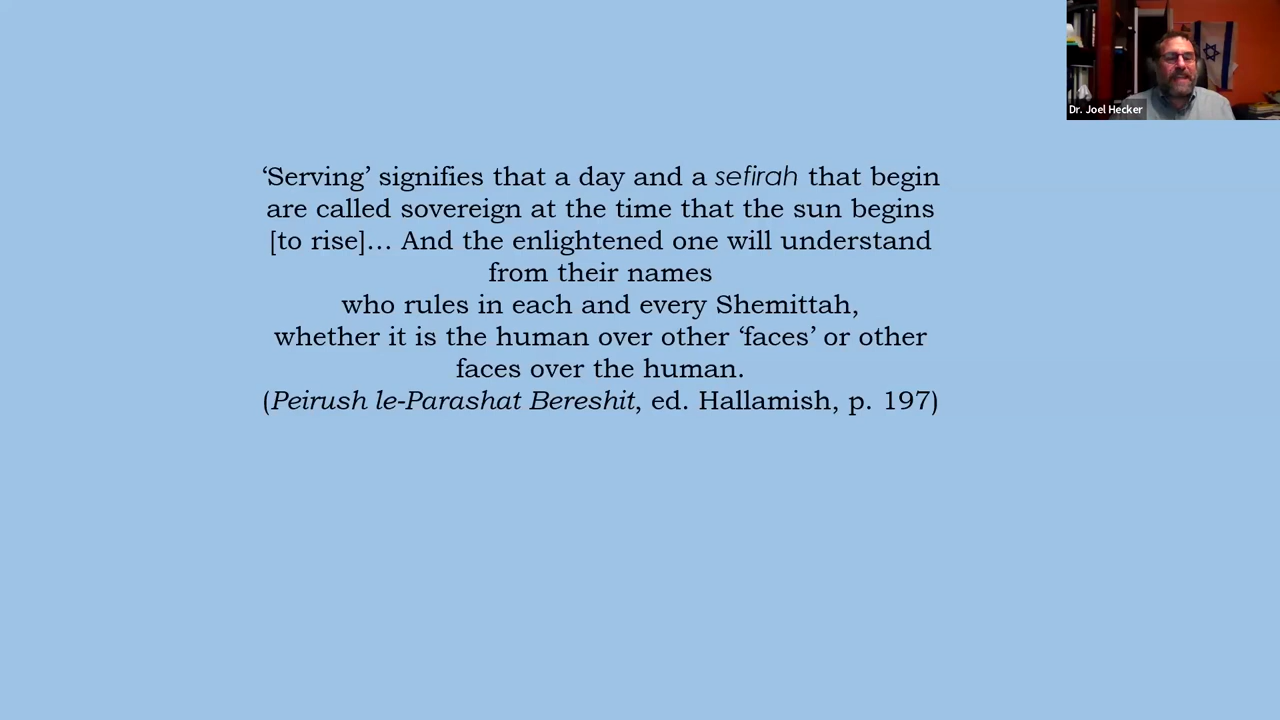 Dr. Joel Hecker
‘Serving’ signifies that a day and a sefirah that begin
are called sovereign at the time that the sun begins
[to rise]… And the enlightened one will understand
from their names
who rules in each and every Shemittah,
whether it is the human over other ‘faces’ or other
faces over the human.
(Peirush le-Parashat Bereshit, ed. Hallamish, p. 197)